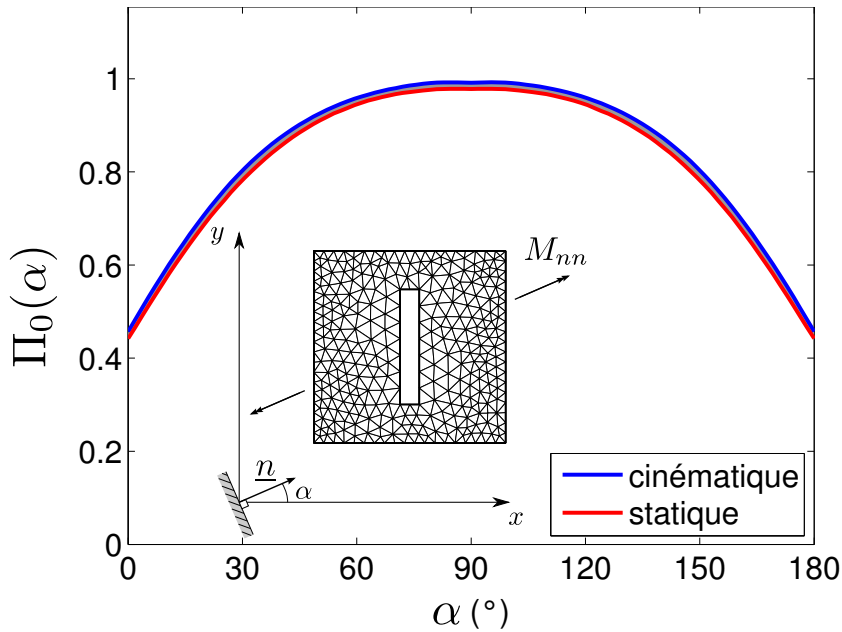 1
0.8
0.6
0.4
0.2
0
Π₀(α)
0
30
60
90
120
150
180
α (°)
y
x
n
α
Mₙₙ
cinématique
statique